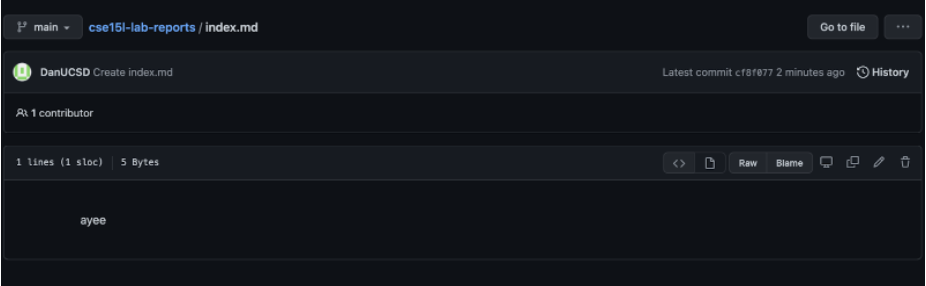 main cse15l-lab-reports / index.md Go to file ...
DanUCSD Create index.md Latest commit cf8f077 2 minutes ago History
1 contributor
1 lines (1 sloc) 5 Bytes <> Raw Blame
ayee